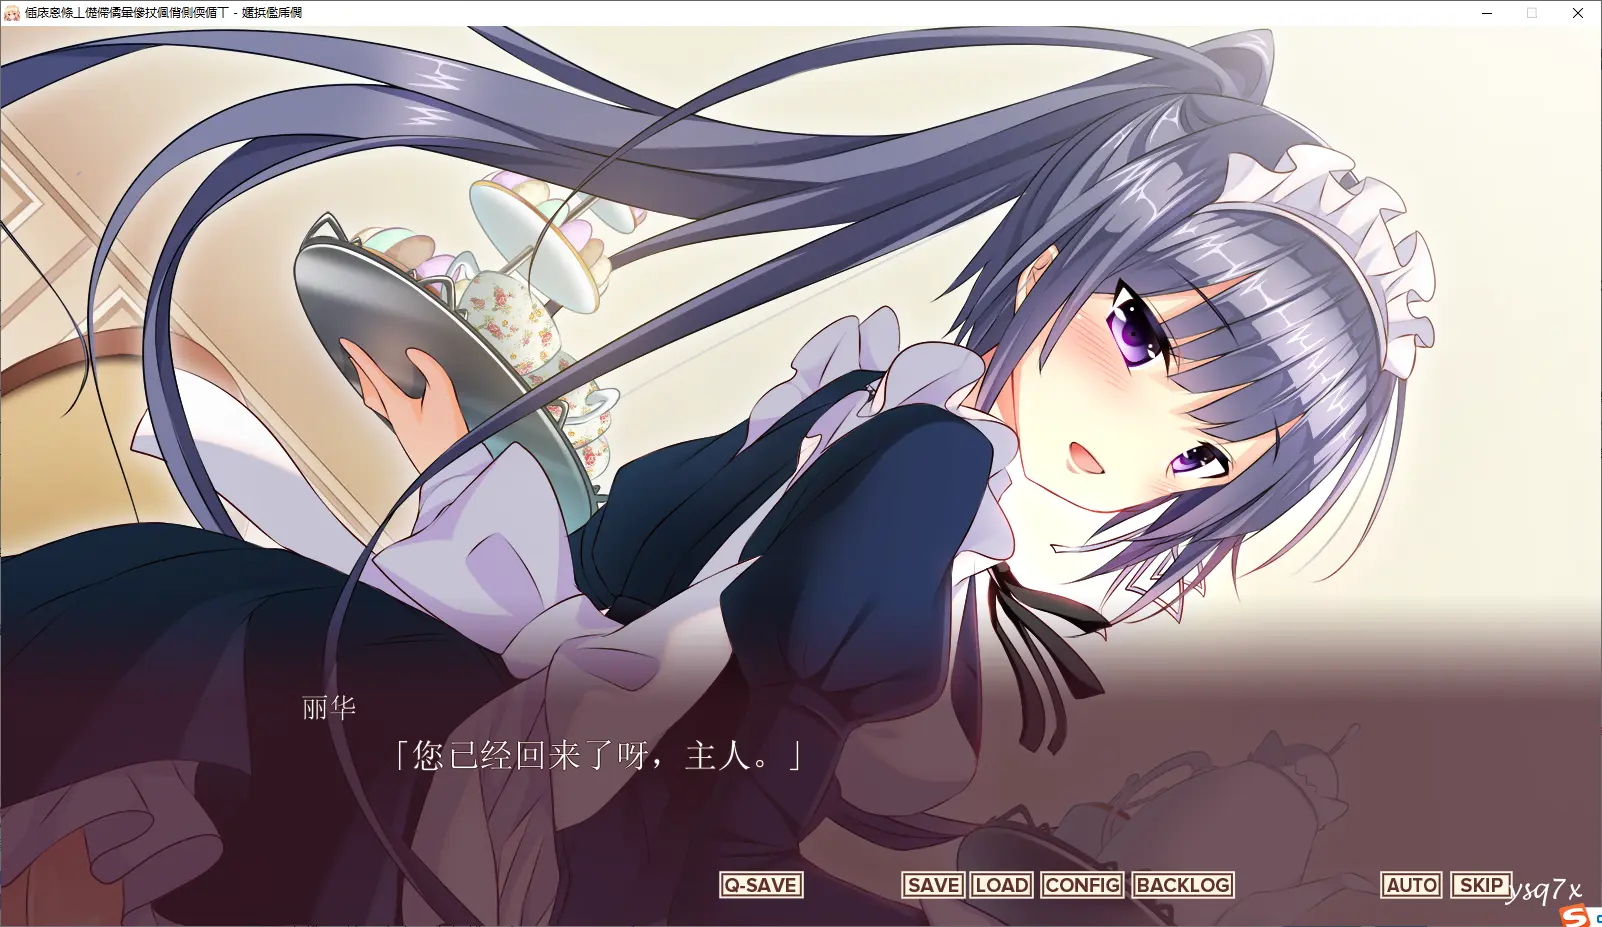 丽华
「您已经回来了呀，主人。」
Q-SAVE
SAVE
LOAD
CONFIG
BACKLOG
AUTO
SKIP
ysq7x